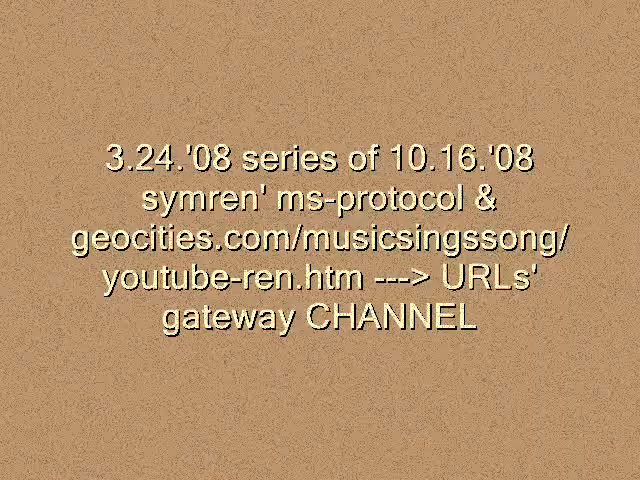 3.24.'08 series of 10.16.'08
symren' ms-protocol &
geocities.com/musicsingssong/
youtube-ren.htm ---> URLs'
gateway CHANNEL